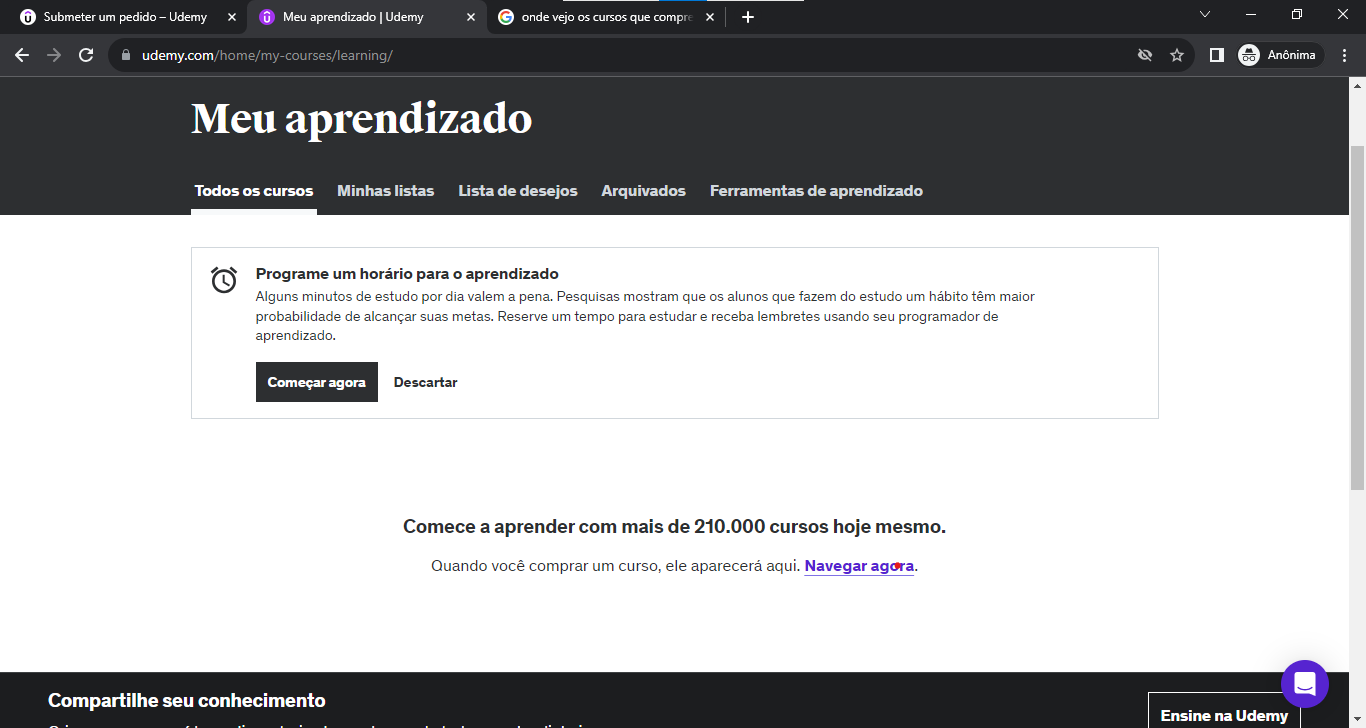 Submeter um pedido – Udemy
Meu aprendizado | Udemy
onde vejo os cursos que compre
udemy.com/home/my-courses/learning/
Anônima
Meu aprendizado
Todos os cursos
Minhas listas
Lista de desejos
Arquivados
Ferramentas de aprendizado
Programe um horário para o aprendizado
Alguns minutos de estudo por dia valem a pena. Pesquisas mostram que os alunos que fazem do estudo um hábito têm maior
probabilidade de alcançar suas metas. Reserve um tempo para estudar e receba lembretes usando seu programador de
aprendizado.
Começar agora
Descartar
Comece a aprender com mais de 210.000 cursos hoje mesmo.
Quando você comprar um curso, ele aparecerá aqui. Navegar agora.
Compartilhe seu conhecimento
Ensine na Udemy